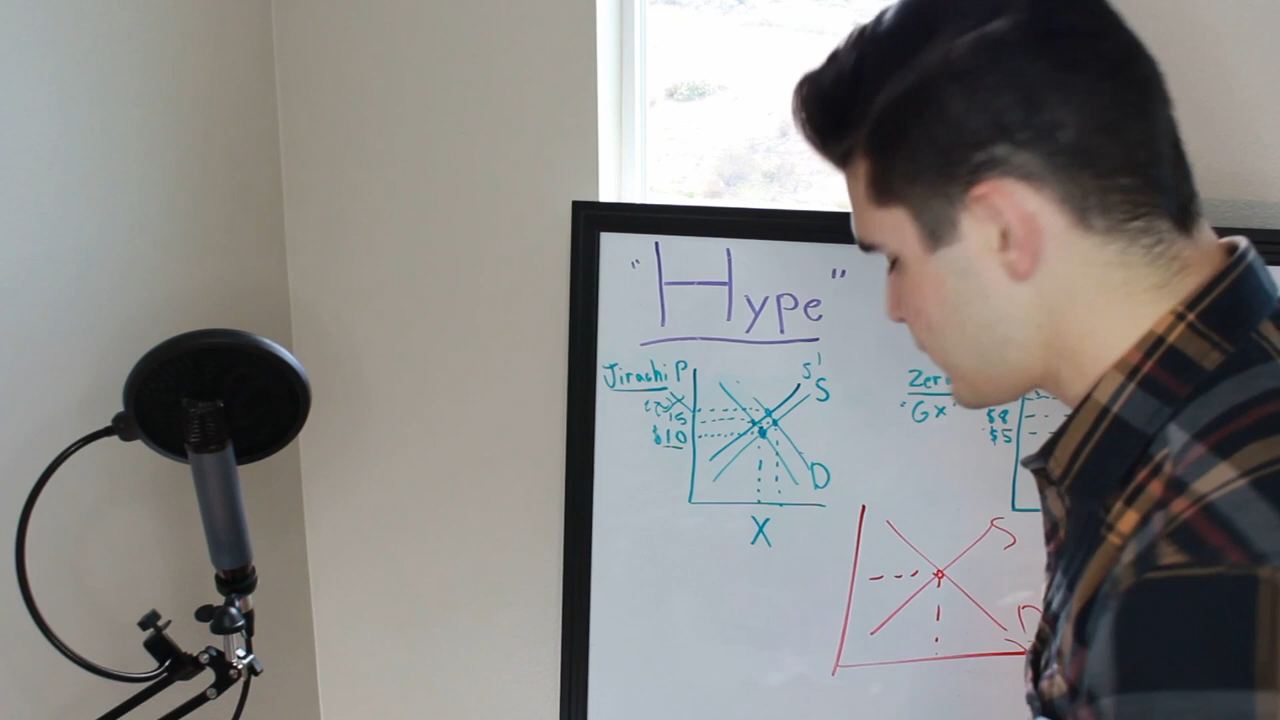 "Hype"
Jirachi P
S'
S
15
$10
D
X
Zer
"GX"
$8
$5
S
D